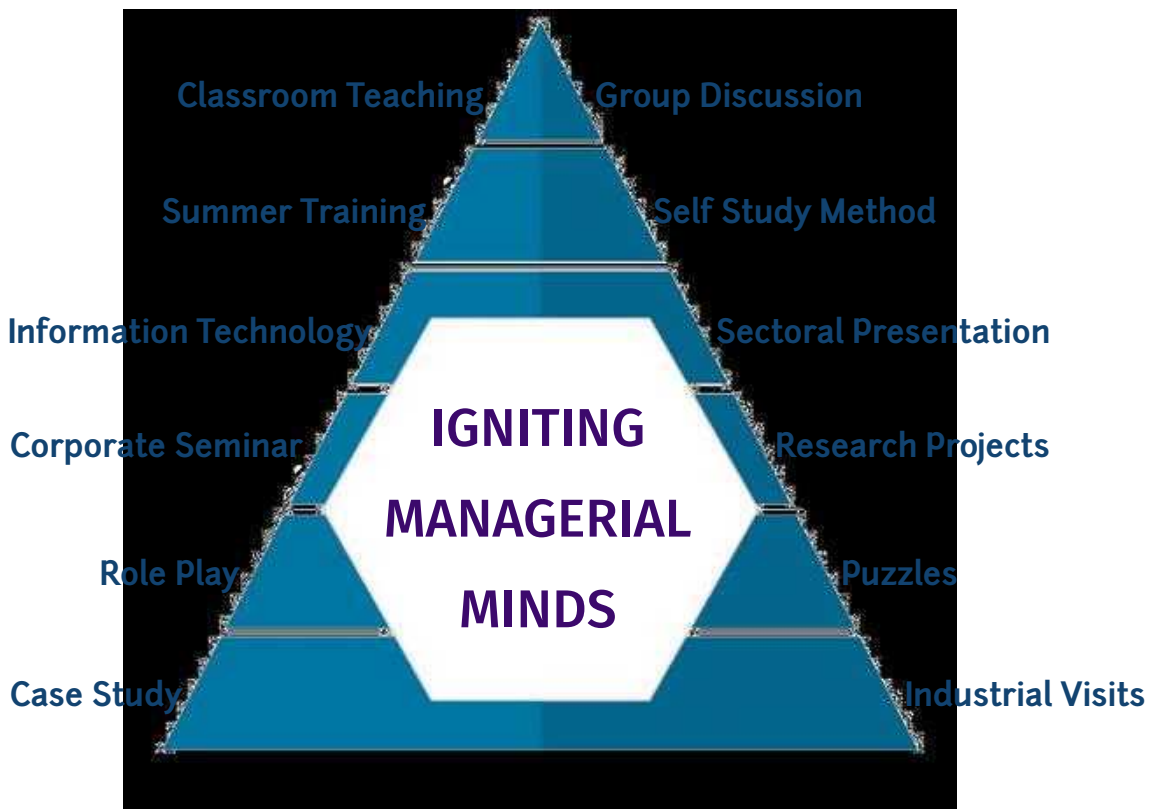 Classroom Teaching Group Discussion
Summer Training Self Study Method
Information Technology Sectoral Presentation
Corporate Seminar Research Projects
Role Play Puzzles
Case Study Industrial Visits
IGNITING
MANAGERIAL
MINDS